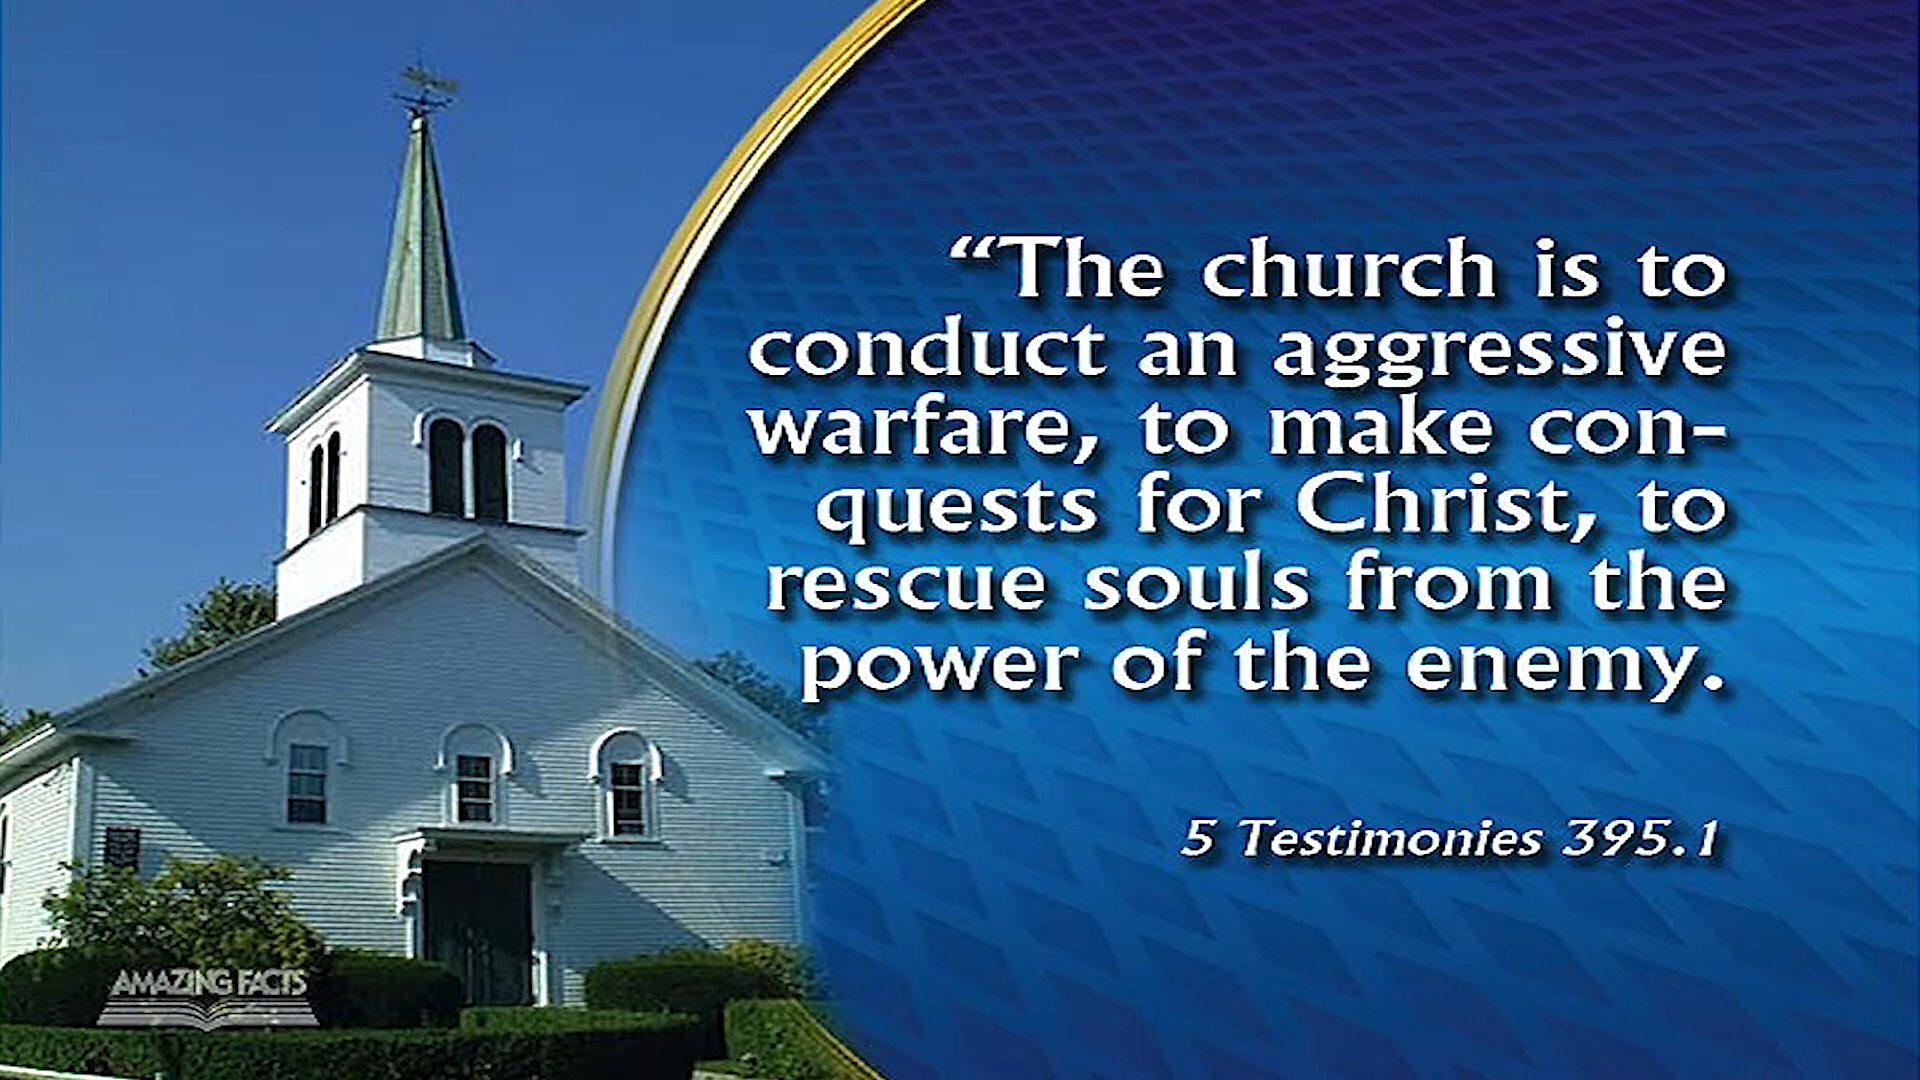 “The church is to
conduct an aggressive
warfare, to make con-
quests for Christ, to
rescue souls from the
power of the enemy.
5 Testimonies 395.1
AMAZING FACTS